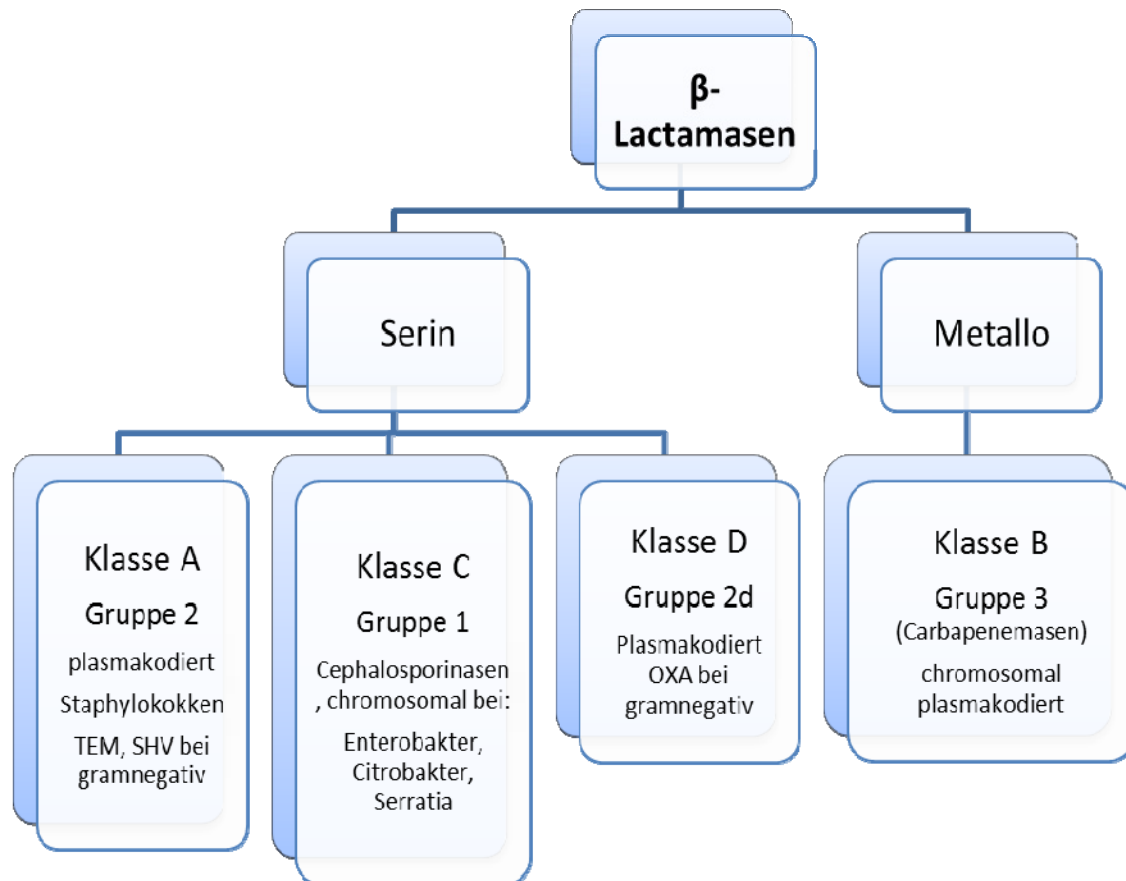 β-
Lactamasen
Serin
Metallo
Klasse A
Gruppe 2
plasmakodiert
Staphylokokken
TEM, SHV bei
gramnegativ
Klasse C
Gruppe 1
Cephalosporinasen
, chromosomal bei:
Enterobakter,
Citrobakter,
Serratia
Klasse D
Gruppe 2d
Plasmakodiert
OXA bei
gramnegativ
Klasse B
Gruppe 3
(Carbapenemasen)
chromosomal
plasmakodiert